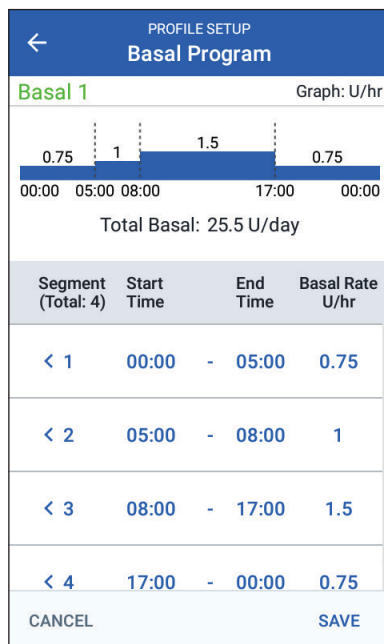 PROFILE SETUP
Basal Program
Basal 1 Graph: U/hr
0.75 1 1.5 0.75
00:00 05:00 08:00 17:00 00:00
Total Basal: 25.5 U/day
Segment Start End Basal Rate
(Total: 4) Time Time U/hr
< 1 00:00 - 05:00 0.75
< 2 05:00 - 08:00 1
< 3 08:00 - 17:00 1.5
< 4 17:00 - 00:00 0.75
CANCEL SAVE